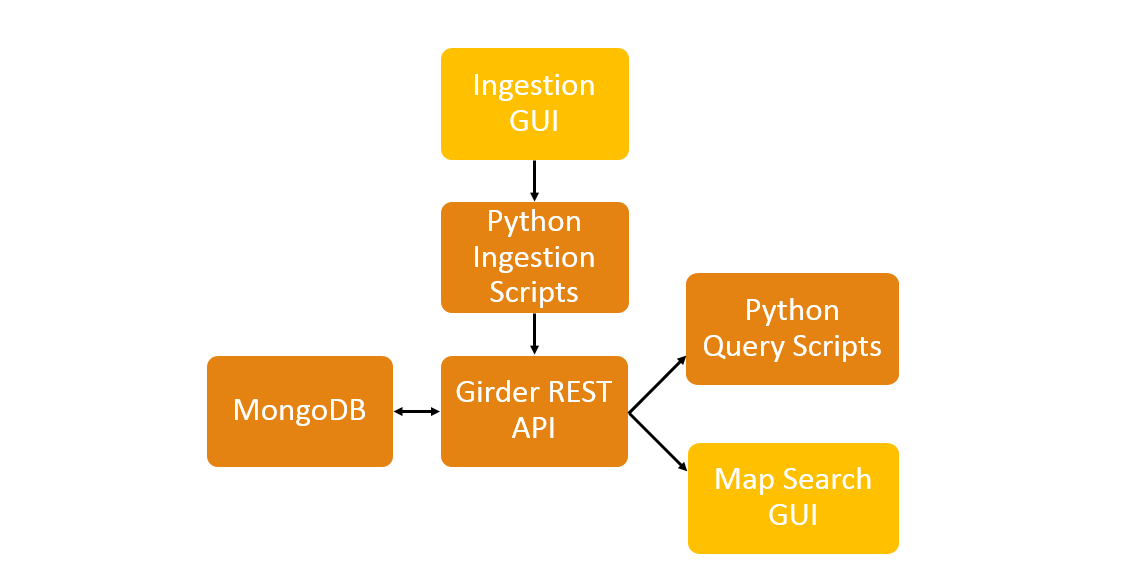 Ingestion
GUI
Python
Ingestion
Scripts
Python
Query Scripts
MongoDB
Girder REST
API
Map Search
GUI